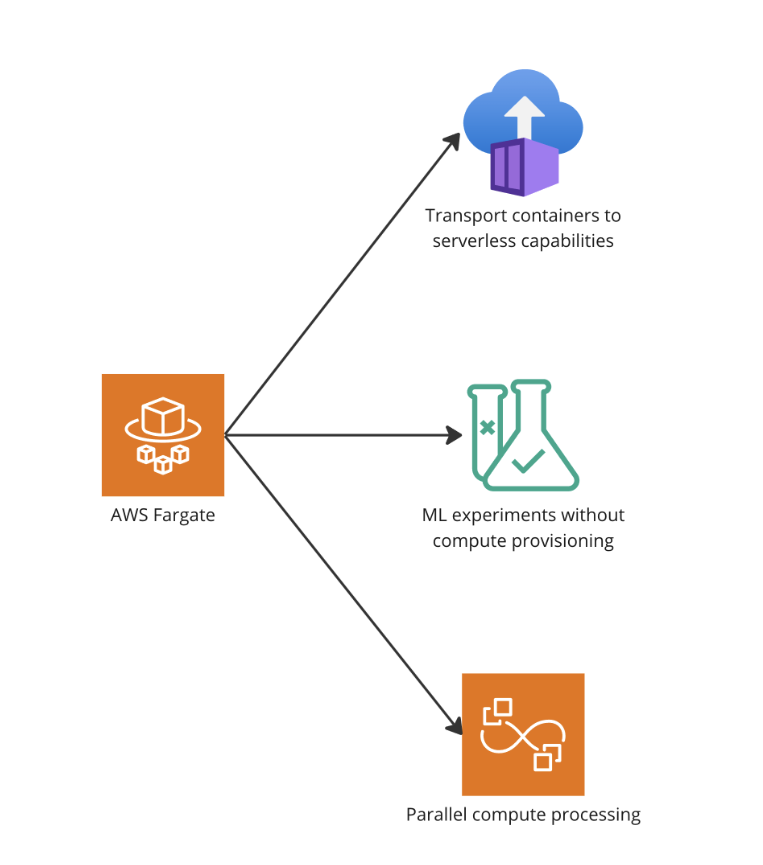 Transport containers to
serverless capabilities
AWS Fargate
ML experiments without
compute provisioning
Parallel compute processing